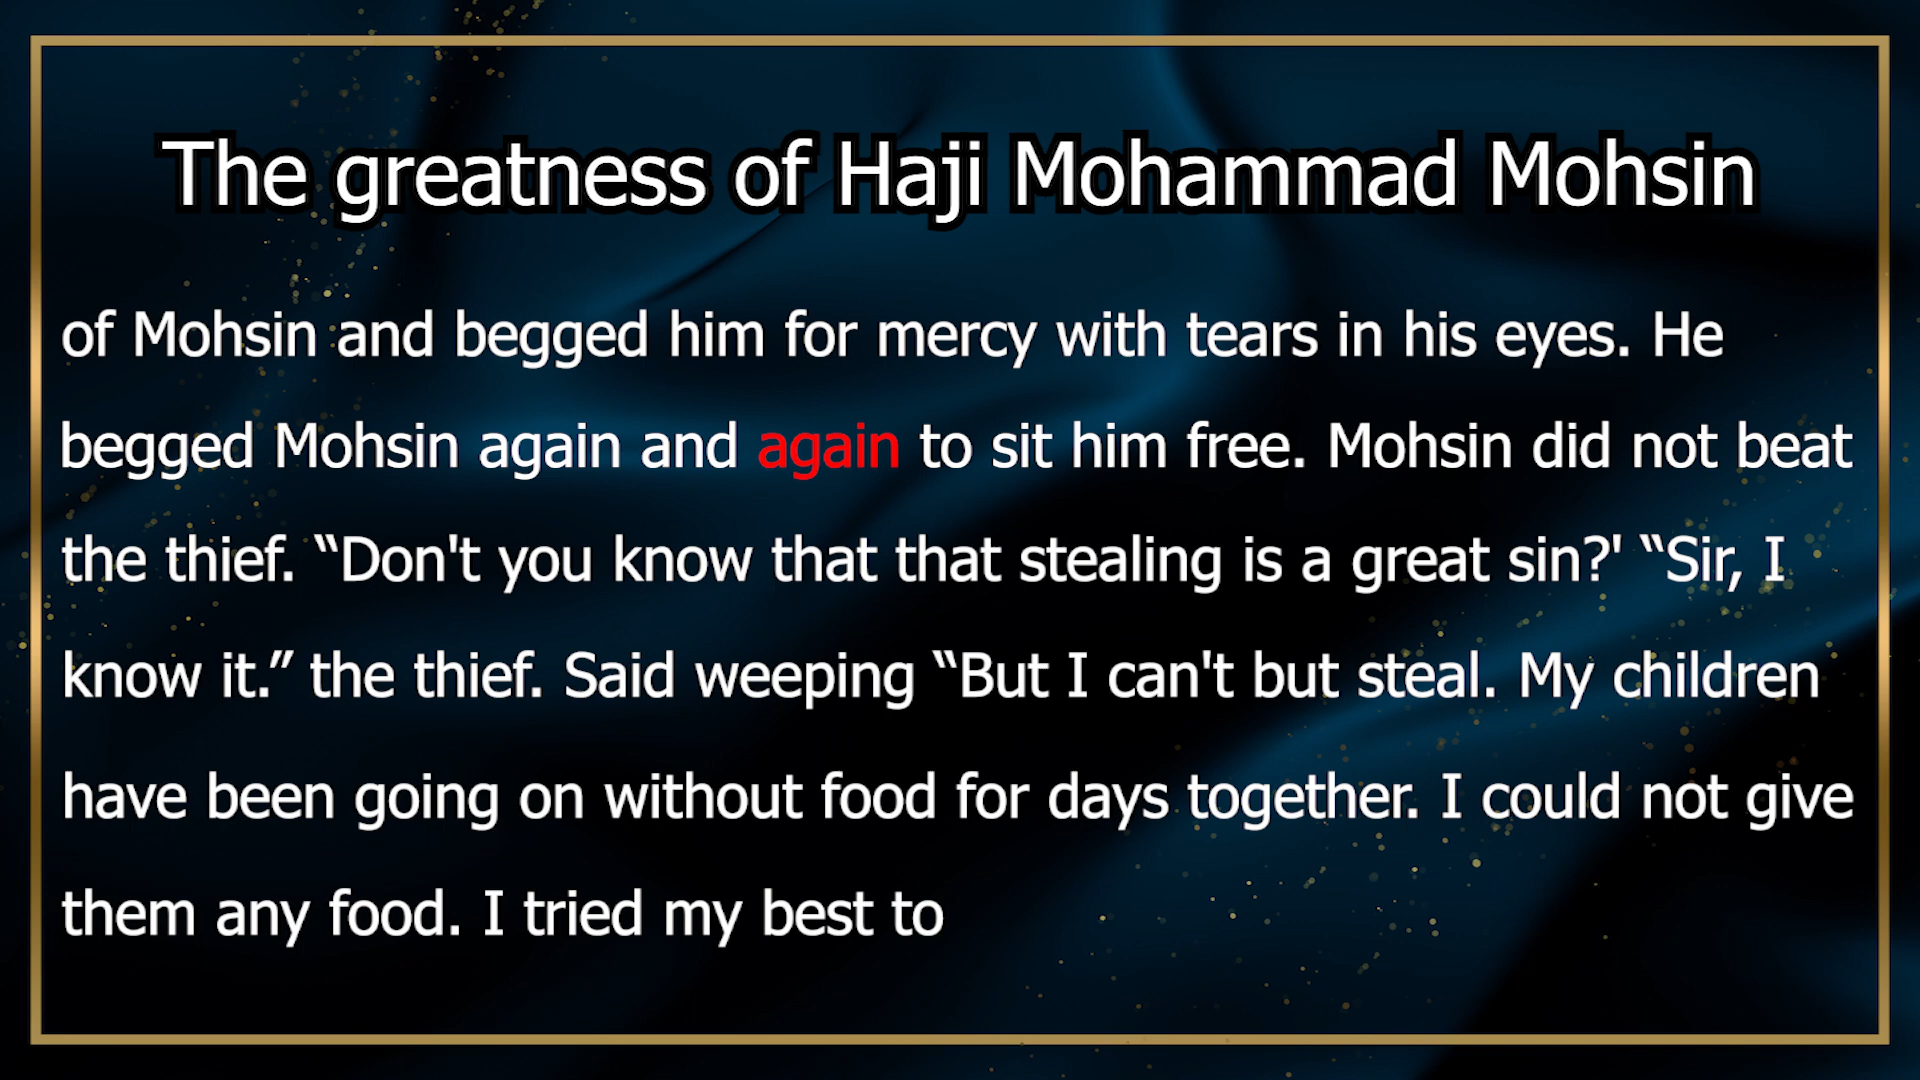 The greatness of Haji Mohammad Mohsin
of Mohsin and begged him for mercy with tears in his eyes. He
begged Mohsin again and again to sit him free. Mohsin did not beat
the thief. “Don't you know that that stealing is a great sin?' “Sir, I
know it.” the thief. Said weeping “But I can't but steal. My children
have been going on without food for days together. I could not give
them any food. I tried my best to